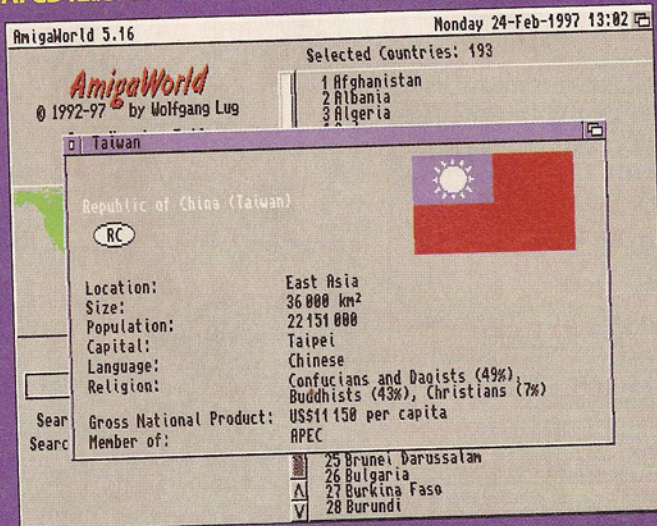 AmigaWorld 5.16
Monday 24-Feb-1997 13:02
AmigaWorld
© 1992-97 by Wolfgang Lug
Selected Countries: 193
1 Afghanistan
2 Albania
3 Algeria
Taiwan
Republic of China (Taiwan)
RC
Location: East Asia
Size: 36 000 km²
Population: 22 151 000
Capital: Taipei
Language: Chinese
Religion: Confucians and Daoists (49%),
Buddhists (43%), Christians (7%)
Gross National Product: US$11 150 per capita
Member of: APEC
Sear
Searc
25 Brunei Darussalam
26 Bulgaria
27 Burkina Faso
28 Burundi